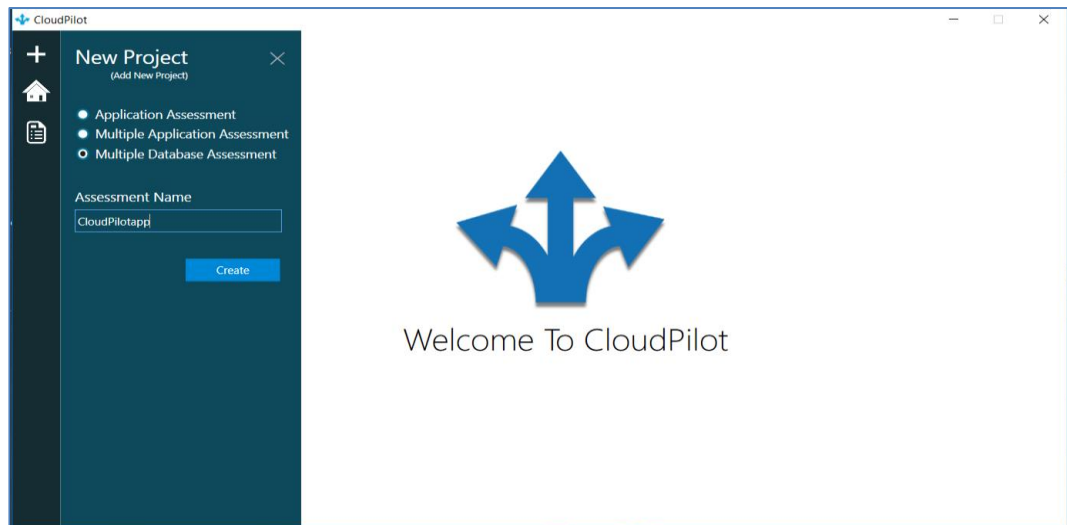 CloudPilot
New Project
(Add New Project)
Application Assessment
Multiple Application Assessment
Multiple Database Assessment
Assessment Name
CloudPilotapp
Create
Welcome To CloudPilot